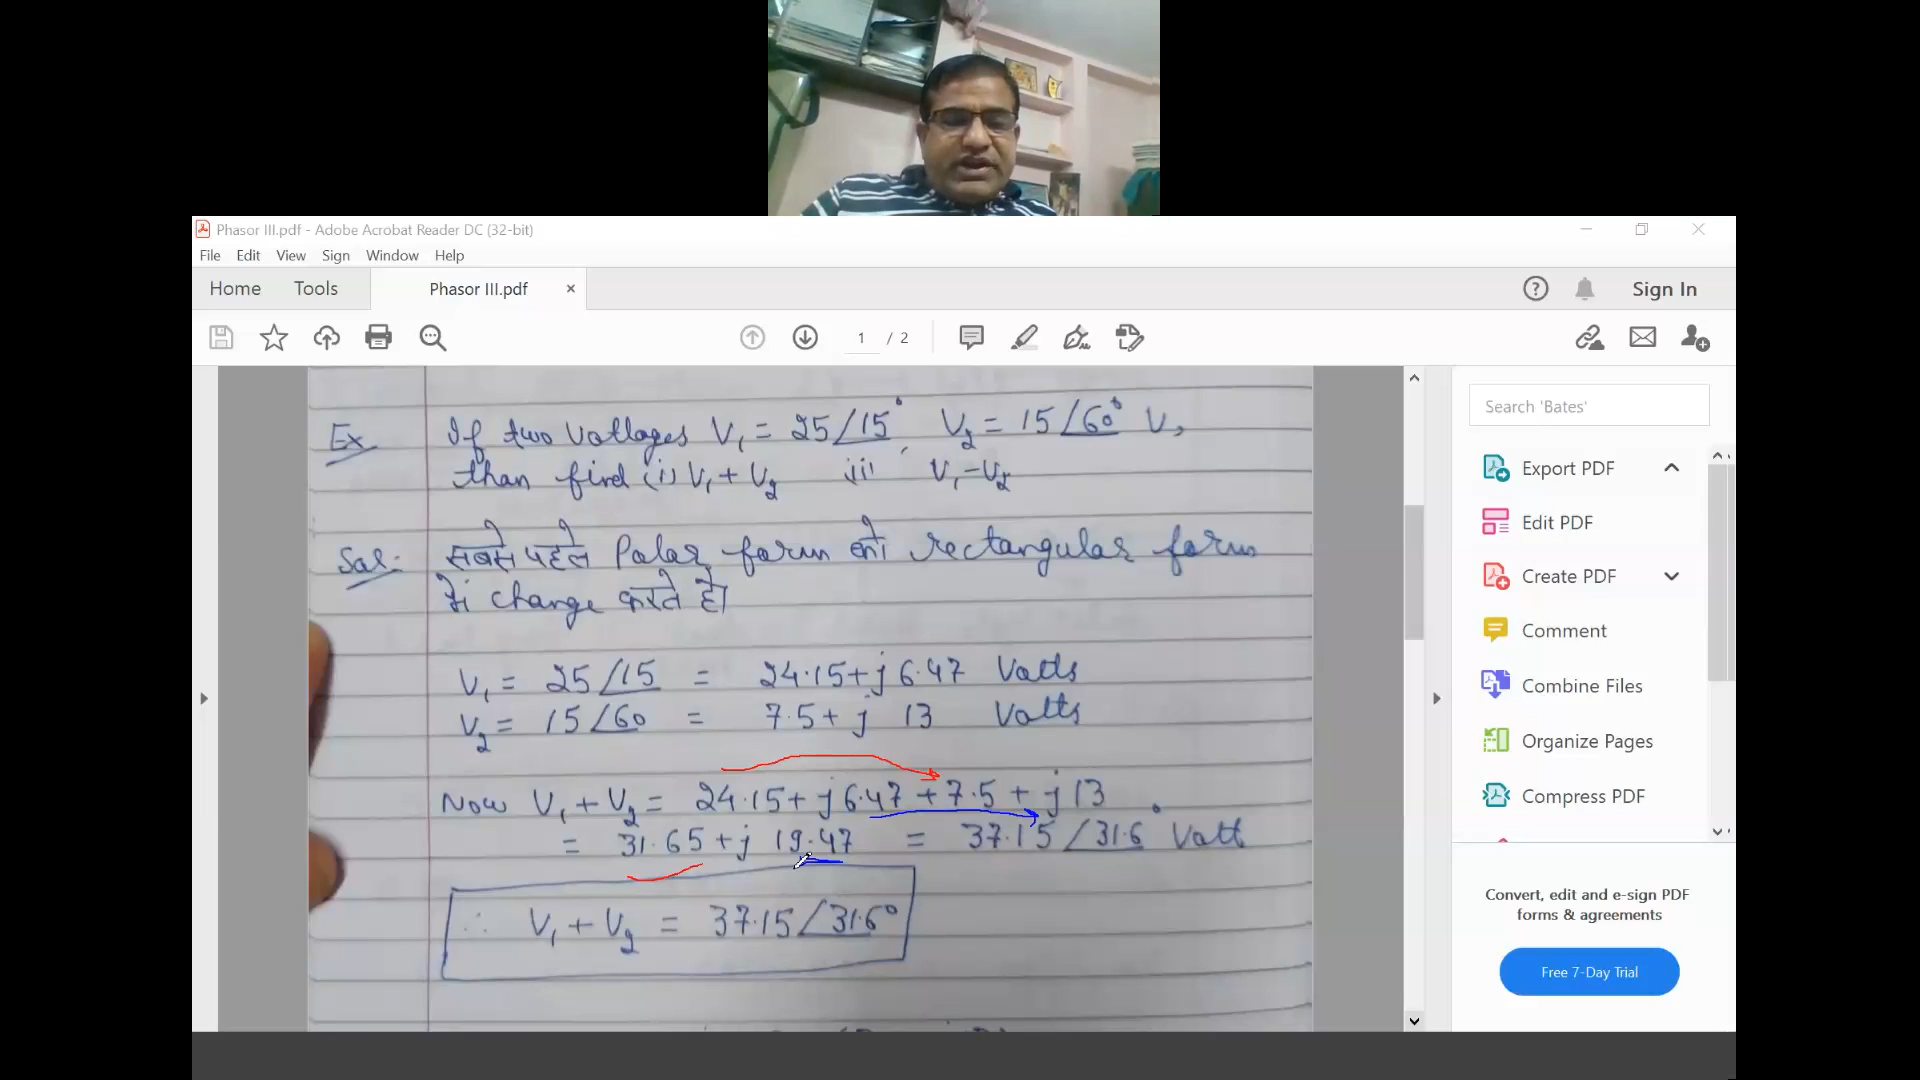 Phasor III.pdf - Adobe Acrobat Reader DC (32-bit)
File Edit View Sign Window Help
Home Tools Phasor III.pdf × Sign In
1 / 2
Ex If two Voltages V₁ = 25∠15°, V₂ = 15∠60° V,
than find (i) V₁ + V₂ ii V₁ - V₂
Sol: सबसे पहले Polar form को rectangular form
में change करते है।
V₁ = 25∠15 = 24.15 + j 6.47 Volts
V₂ = 15∠60 = 7.5 + j 13 Volts
Now V₁ + V₂ = 24.15 + j 6.47 + 7.5 + j 13
= 31.65 + j 19.47 = 37.15∠31.6° Volt
∴ V₁ + V₂ = 37.15∠31.6°
Search 'Bates'
Export PDF
Edit PDF
Create PDF
Comment
Combine Files
Organize Pages
Compress PDF
Convert, edit and e-sign PDF
forms & agreements
Free 7-Day Trial